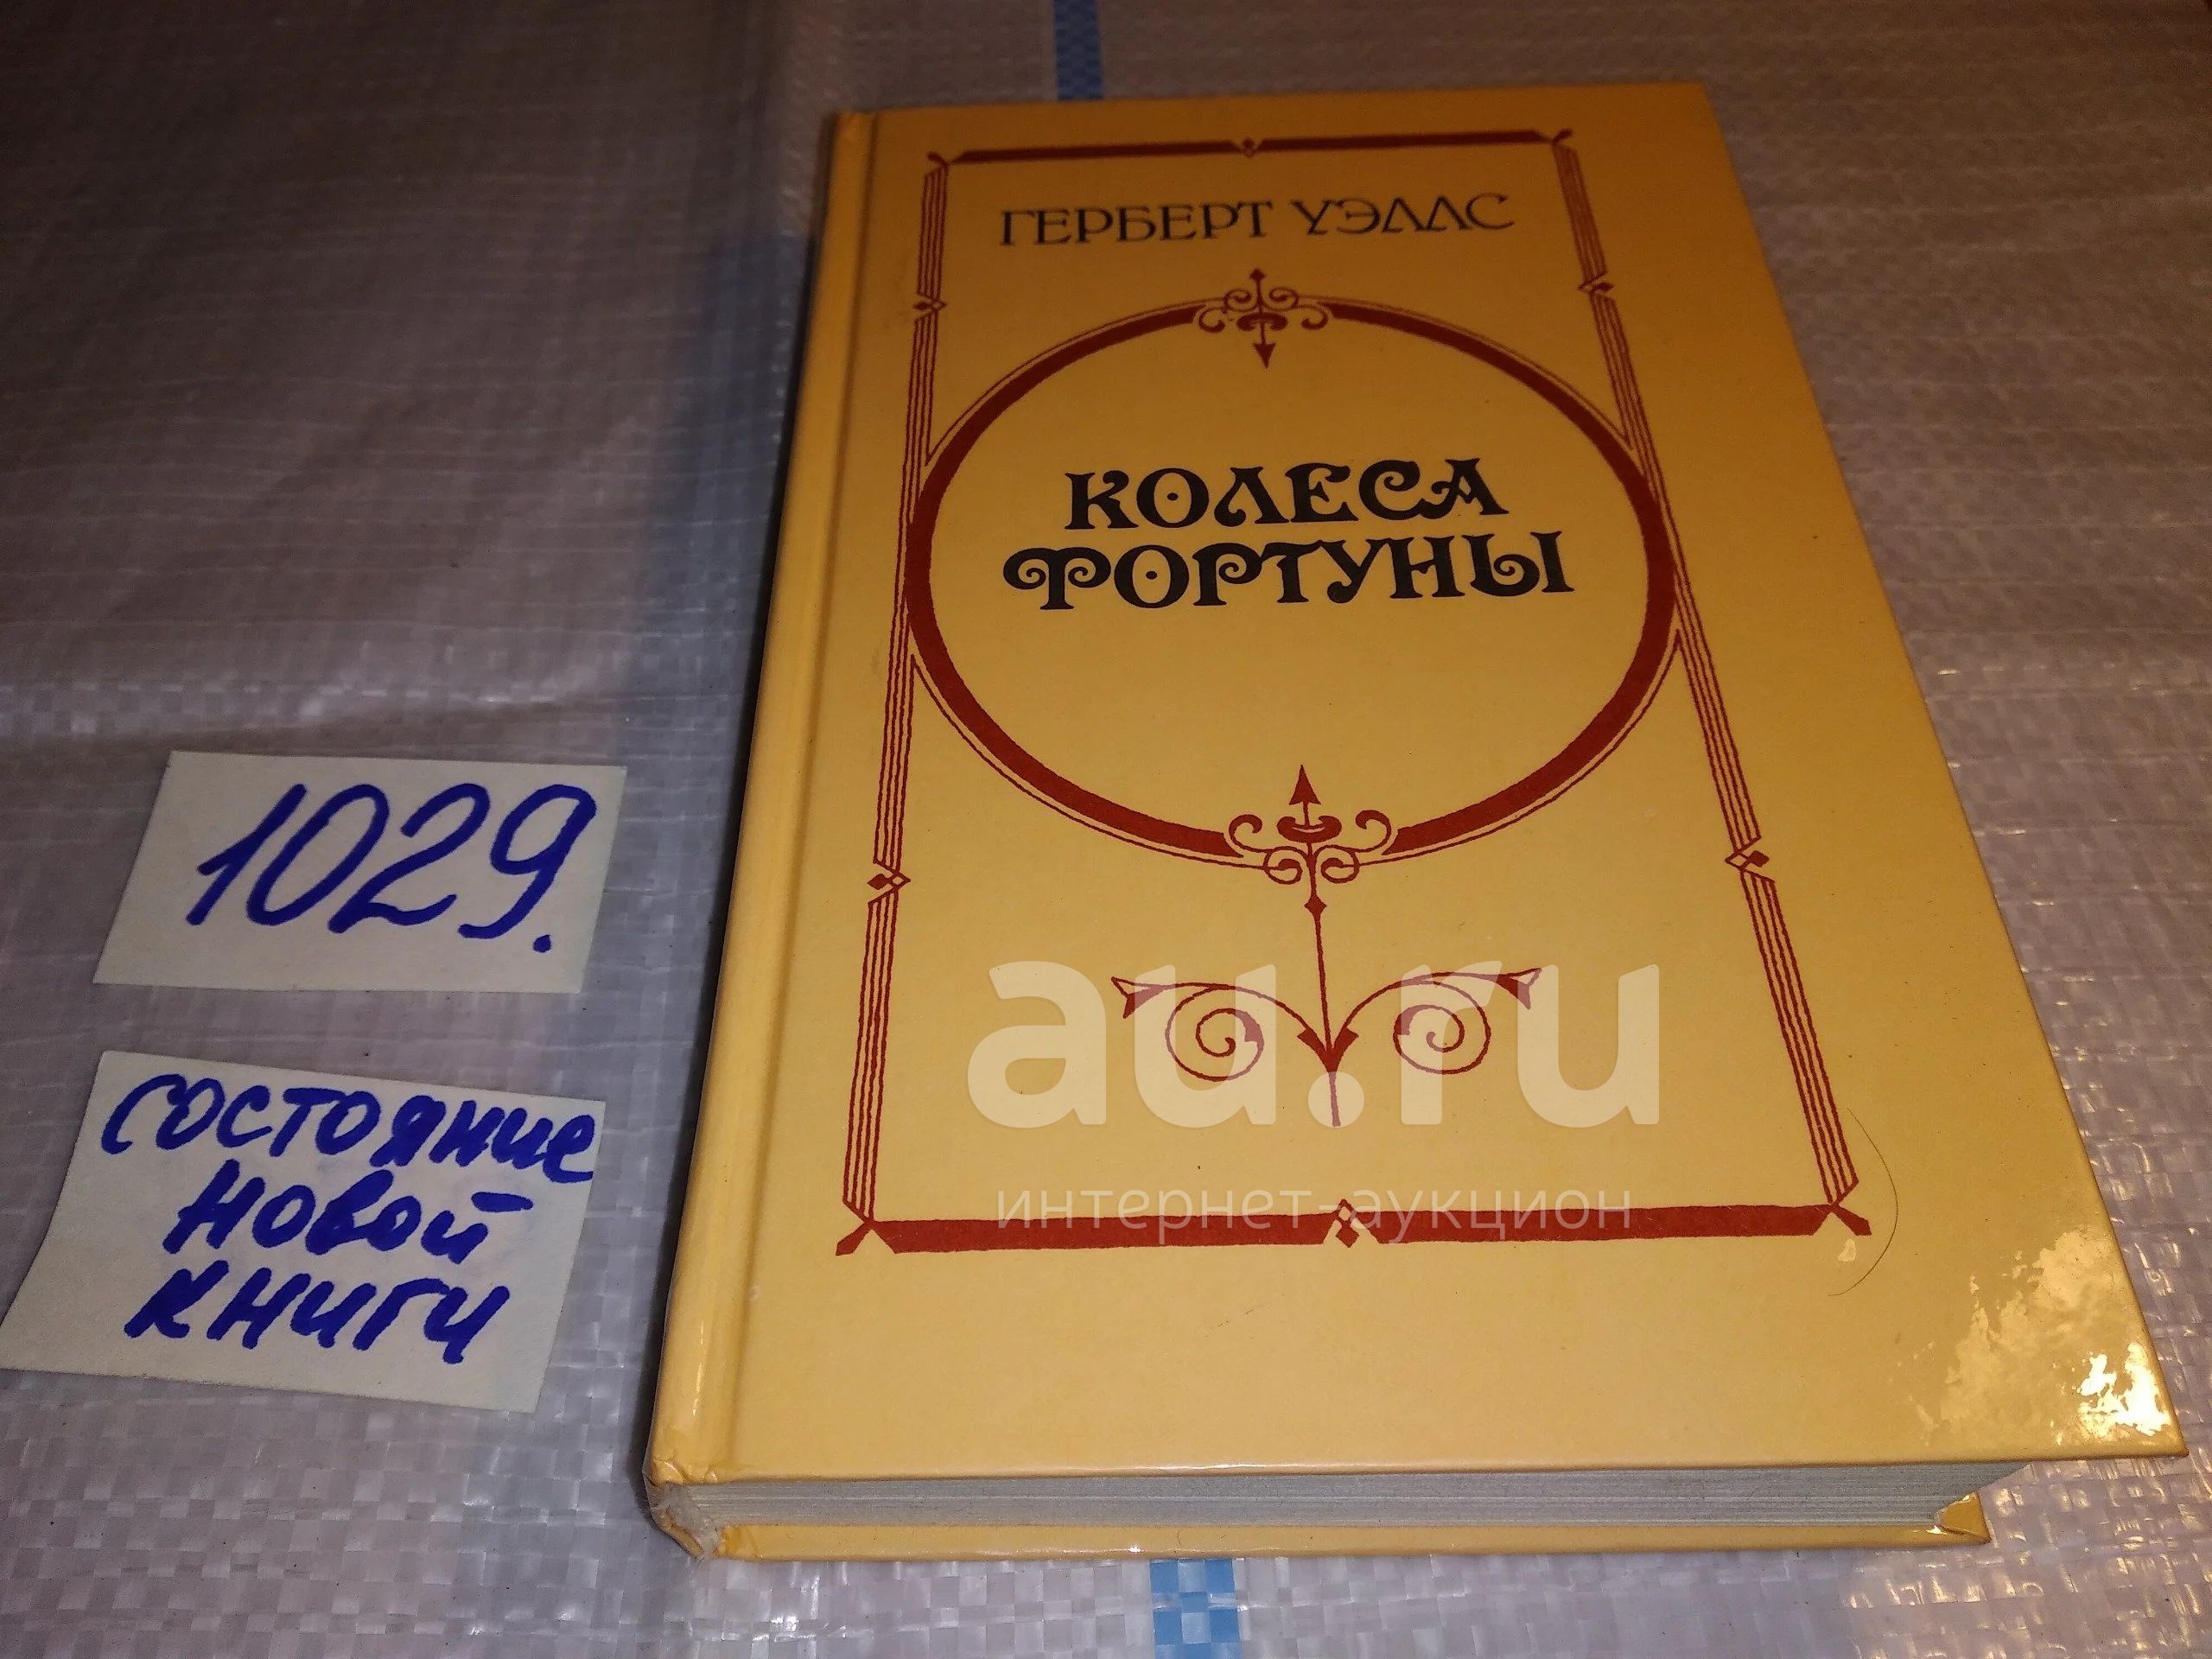 ГЕРБЕРТ УЭЛЛС
КОЛЕСА
ФОРТУНЫ
1029.
состояние
новой
книги
au.ru
интернет-аукцион